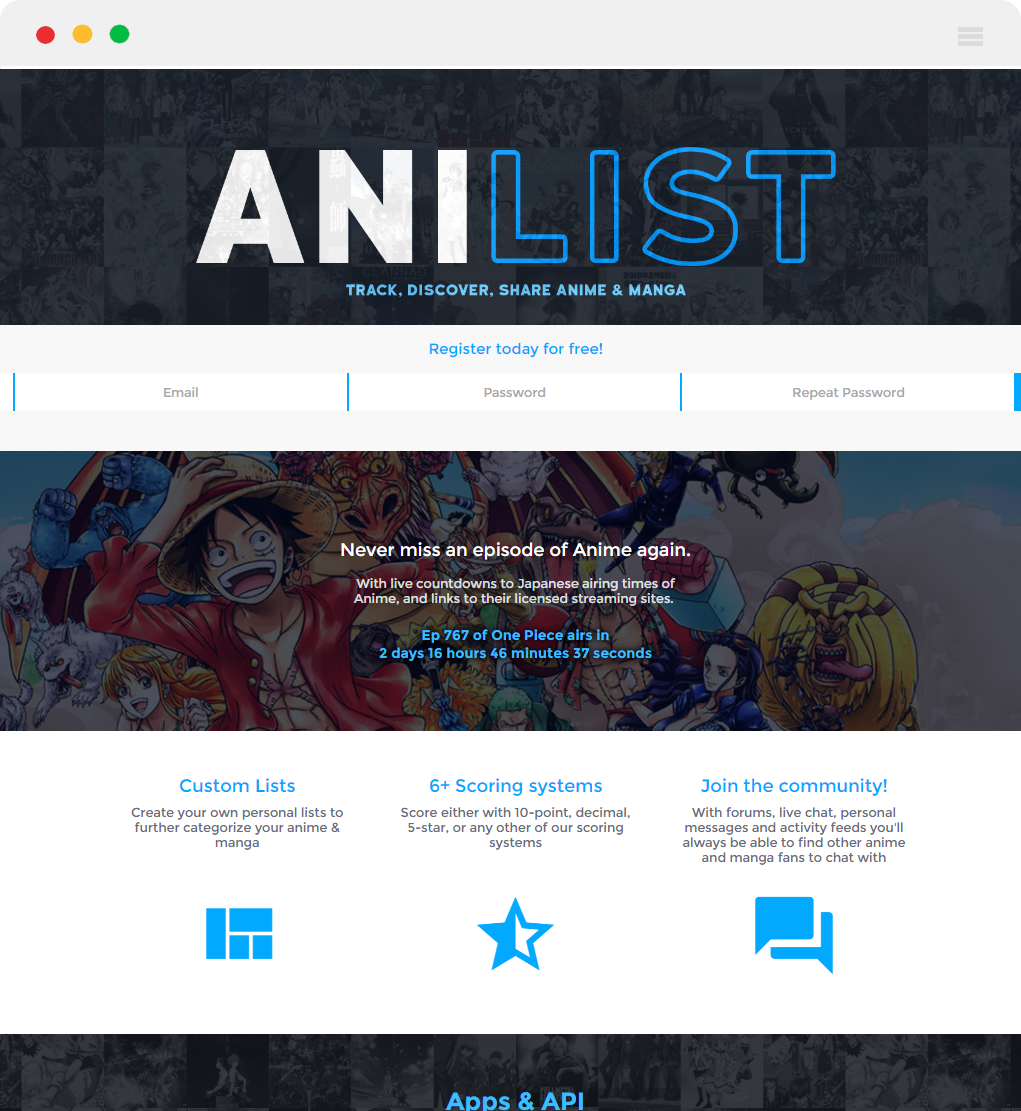 ANILIST
TRACK, DISCOVER, SHARE ANIME & MANGA
Register today for free!
Email
Password
Repeat Password
Never miss an episode of Anime again.
With live countdowns to Japanese airing times of
Anime, and links to their licensed streaming sites.
Ep 767 of One Piece airs in
2 days 16 hours 46 minutes 37 seconds
Custom Lists
Create your own personal lists to
further categorize your anime &
manga
6+ Scoring systems
Score either with 10-point, decimal,
5-star, or any other of our scoring
systems
Join the community!
With forums, live chat, personal
messages and activity feeds you'll
always be able to find other anime
and manga fans to chat with
Apps & API